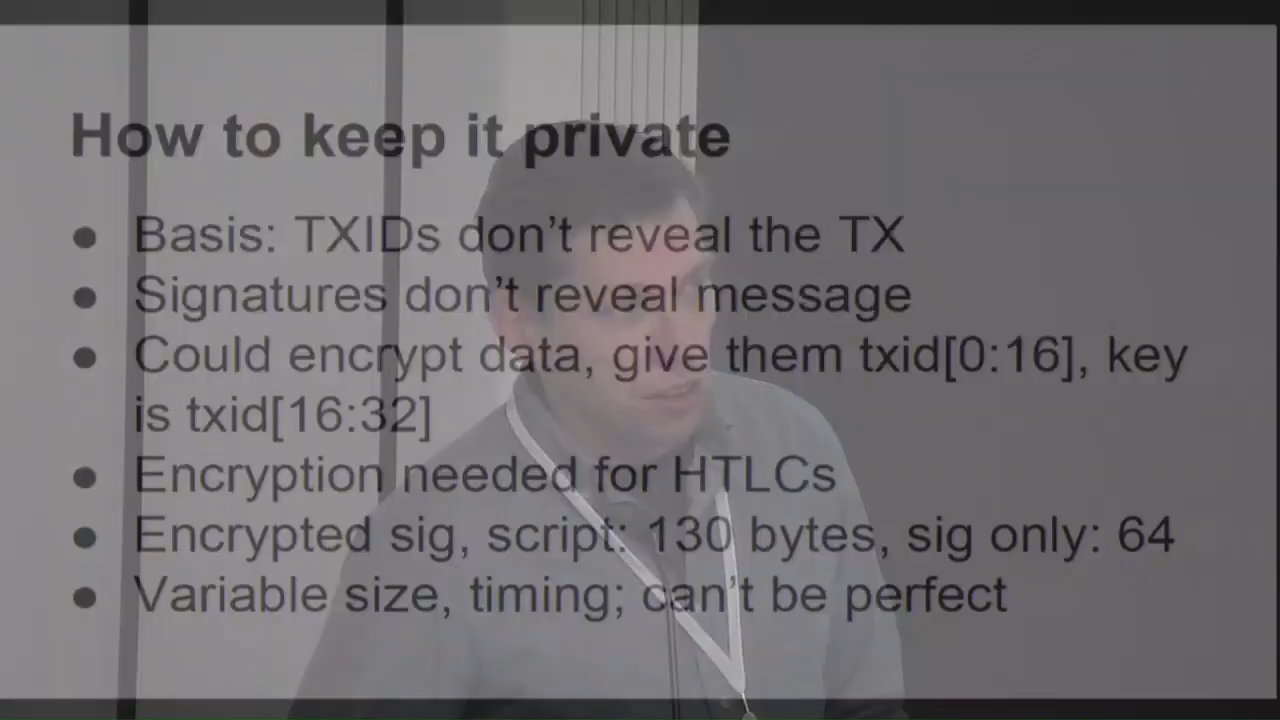 How to keep it private
● Basis: TXIDs don't reveal the TX
● Signatures don't reveal message
● Could encrypt data, give them txid[0:16], key
is txid[16:32]
● Encryption needed for HTLCs
● Encrypted sig, script: 130 bytes, sig only: 64
● Variable size, timing; can't be perfect